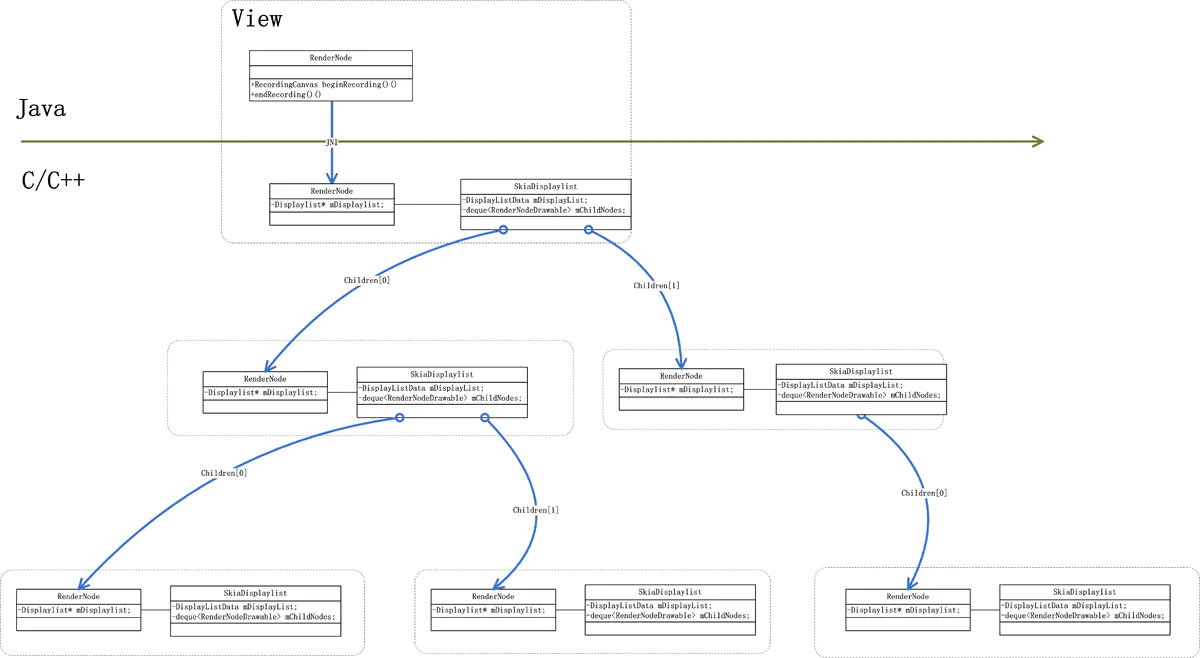 View
RenderNode
+RecordingCanvas beginRecording()()
+endRecording()()
Java
JNI
C/C++
RenderNode
-Displaylist* mDisplaylist;
SkiaDisplaylist
-DisplayListData mDisplayList;
-deque<RenderNodeDrawable> mChildNodes;
Children[0]
Children[1]
RenderNode
-Displaylist* mDisplaylist;
SkiaDisplaylist
-DisplayListData mDisplayList;
-deque<RenderNodeDrawable> mChildNodes;
RenderNode
-Displaylist* mDisplaylist;
SkiaDisplaylist
-DisplayListData mDisplayList;
-deque<RenderNodeDrawable> mChildNodes;
Children[0]
Children[1]
Children[0]
RenderNode
-Displaylist* mDisplaylist;
SkiaDisplaylist
-DisplayListData mDisplayList;
-deque<RenderNodeDrawable> mChildNodes;
RenderNode
-Displaylist* mDisplaylist;
SkiaDisplaylist
-DisplayListData mDisplayList;
-deque<RenderNodeDrawable> mChildNodes;
RenderNode
-Displaylist* mDisplaylist;
SkiaDisplaylist
-DisplayListData mDisplayList;
-deque<RenderNodeDrawable> mChildNodes;